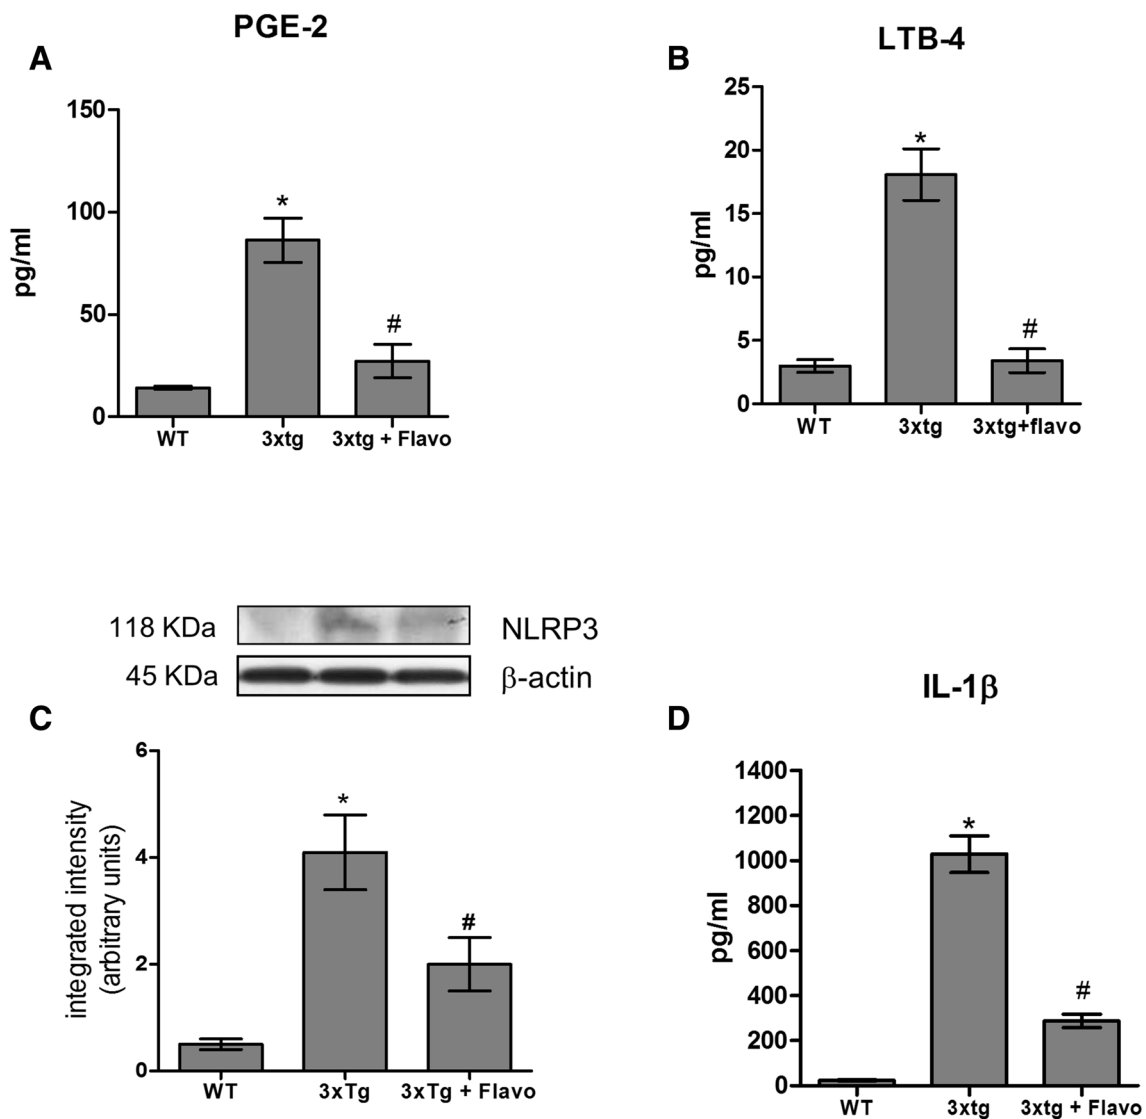 PGE-2
A
150
100
50
0
pg/ml
*
#
WT 3xtg 3xtg + Flavo
LTB-4
B
25
20
15
10
5
0
pg/ml
*
#
WT 3xtg 3xtg+flavo
118 KDa NLRP3
45 KDa β-actin
C
6
4
2
0
integrated intensity
(arbitrary units)
*
#
WT 3xTg 3xTg + Flavo
IL-1β
D
1400
1200
1000
800
600
400
200
0
pg/ml
*
#
WT 3xtg 3xtg + Flavo